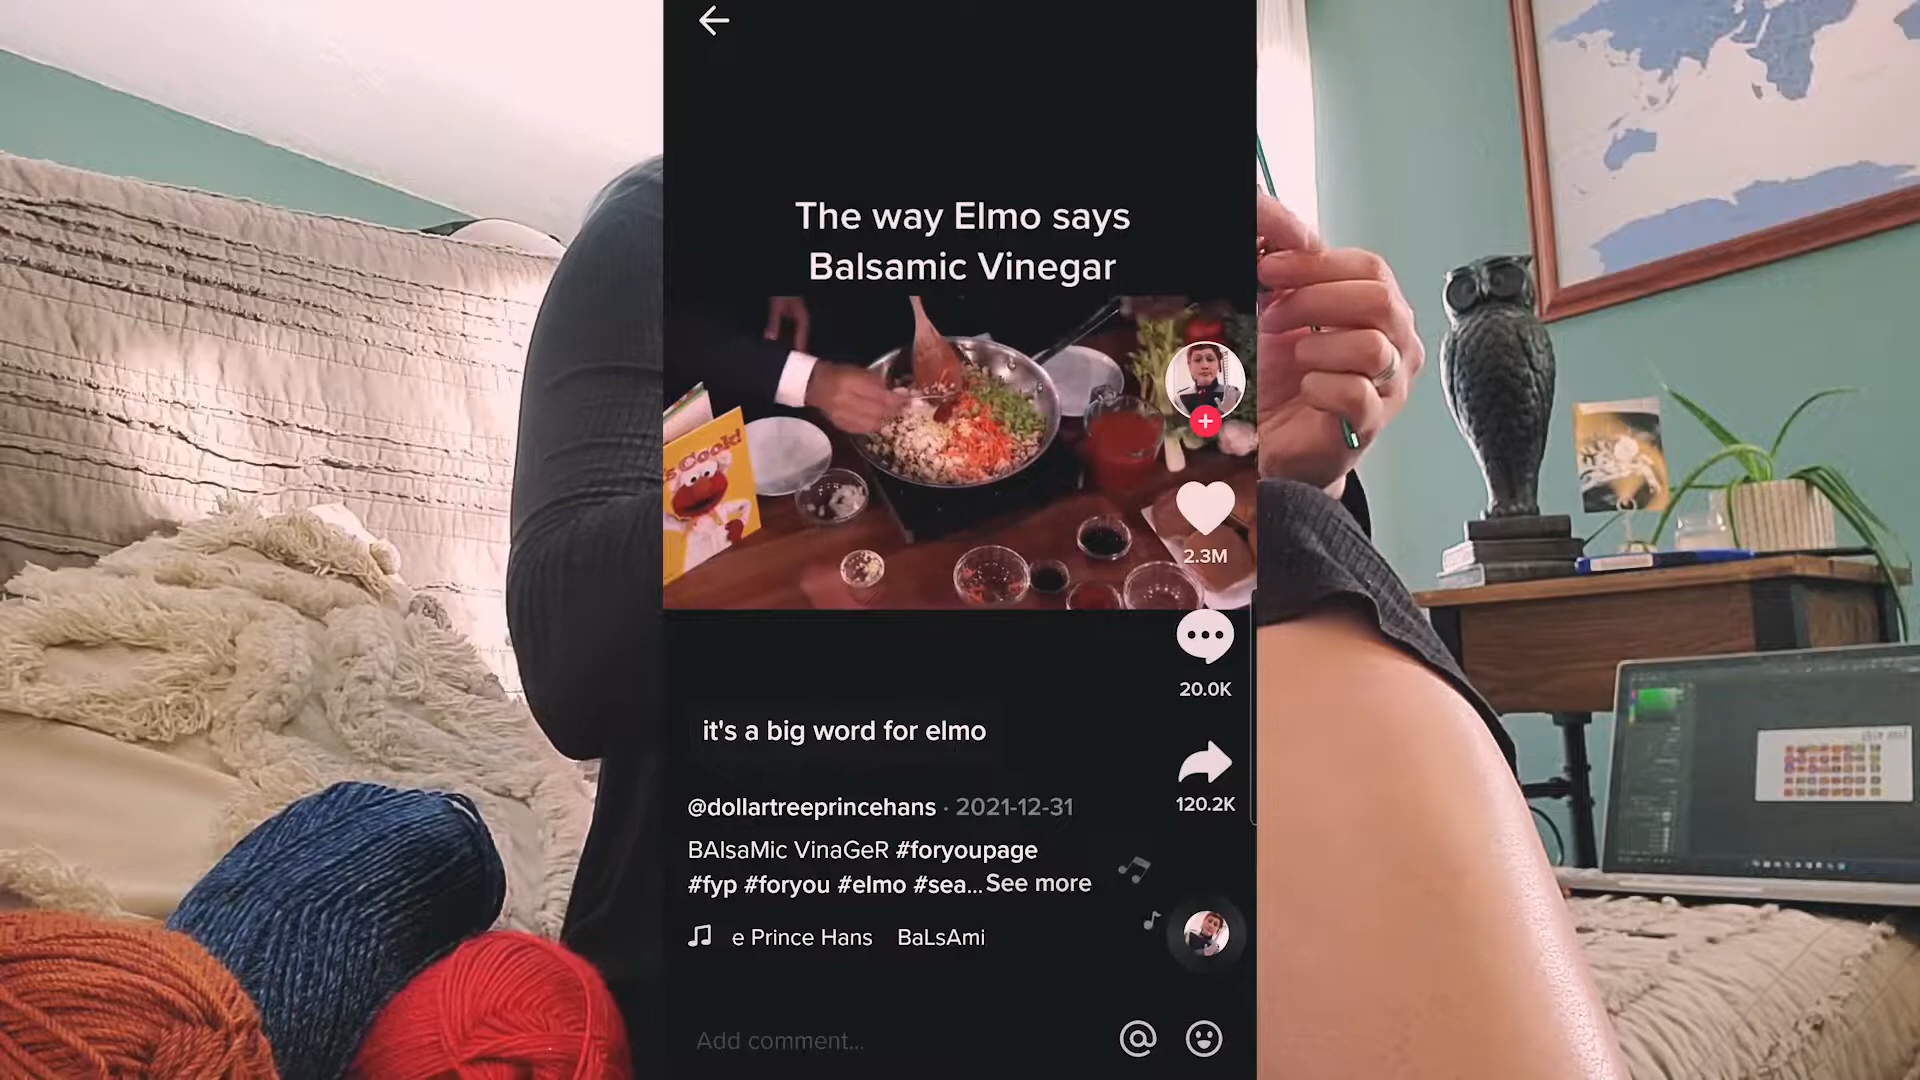 The way Elmo says
Balsamic Vinegar
s Cook!
2.3M
20.0K
it's a big word for elmo
120.2K
@dollartreeprincehans · 2021-12-31
BAlsaMic VinaGeR #foryoupage
#fyp #foryou #elmo #sea... See more
e Prince Hans BaLsAmi
Add comment...